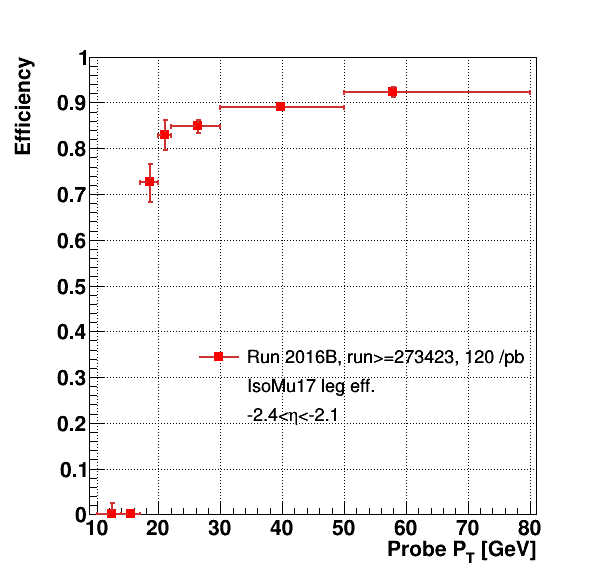 Efficiency
1
0.9
0.8
0.7
0.6
0.5
0.4
0.3
0.2
0.1
0
Run 2016B, run>=273423, 120 /pb
IsoMu17 leg eff.
-2.4<η<-2.1
10 20 30 40 50 60 70 80
Probe P_T [GeV]